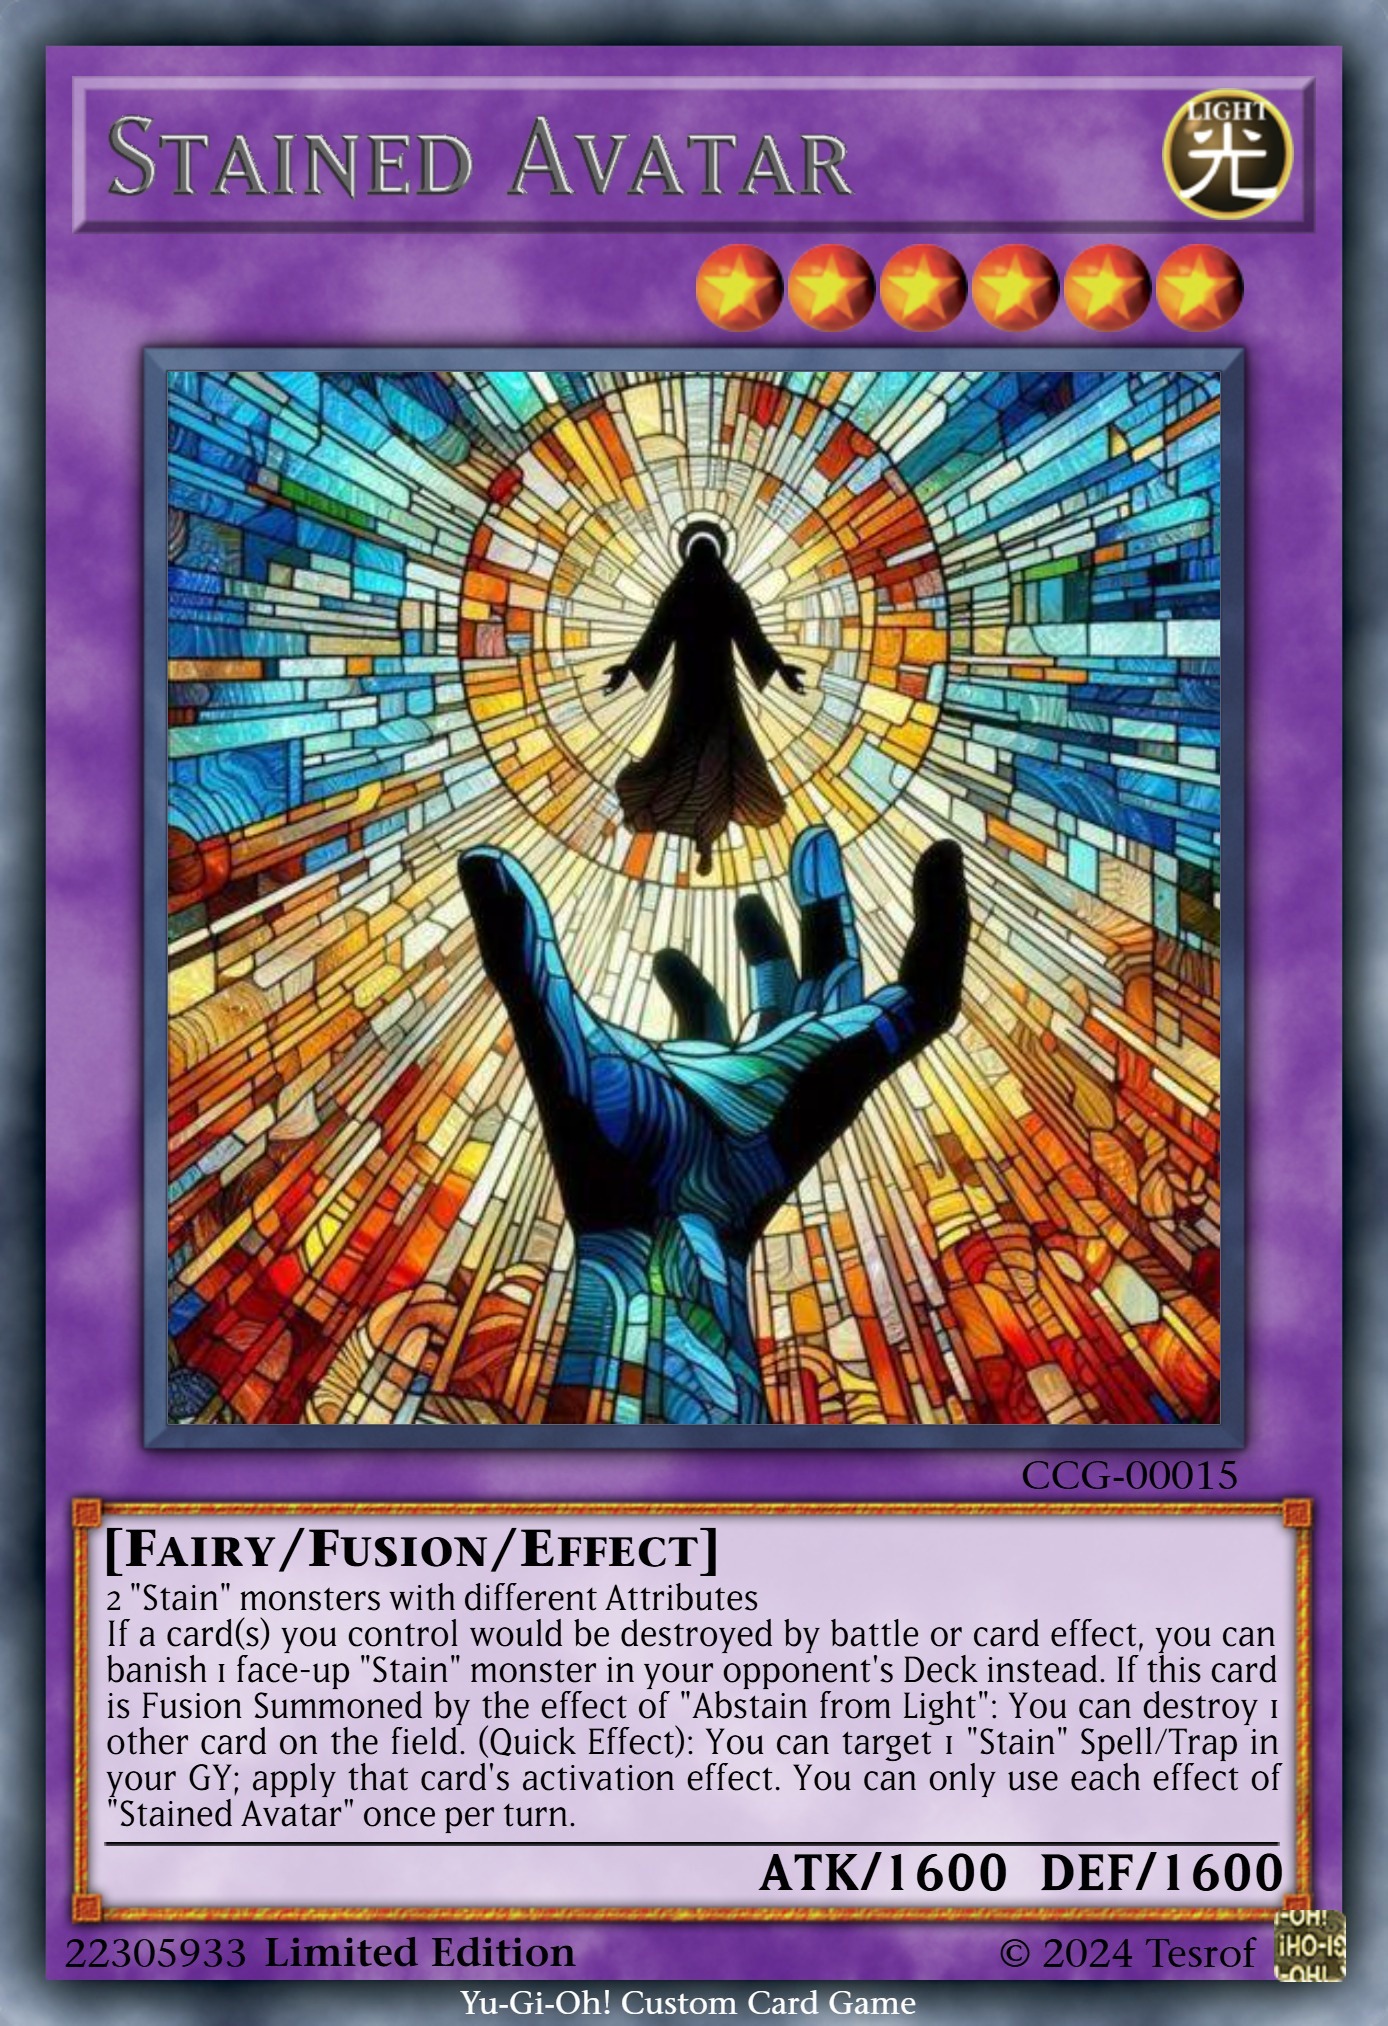 Stained Avatar
LIGHT
光
CCG-00015
[Fairy/Fusion/Effect]
2 "Stain" monsters with different Attributes
If a card(s) you control would be destroyed by battle or card effect, you can
banish 1 face-up "Stain" monster in your opponent's Deck instead. If this card
is Fusion Summoned by the effect of "Abstain from Light": You can destroy 1
other card on the field. (Quick Effect): You can target 1 "Stain" Spell/Trap in
your GY; apply that card's activation effect. You can only use each effect of
"Stained Avatar" once per turn.
ATK/1600 DEF/1600
22305933 Limited Edition
© 2024 Tesrof
Yu-Gi-Oh! Custom Card Game